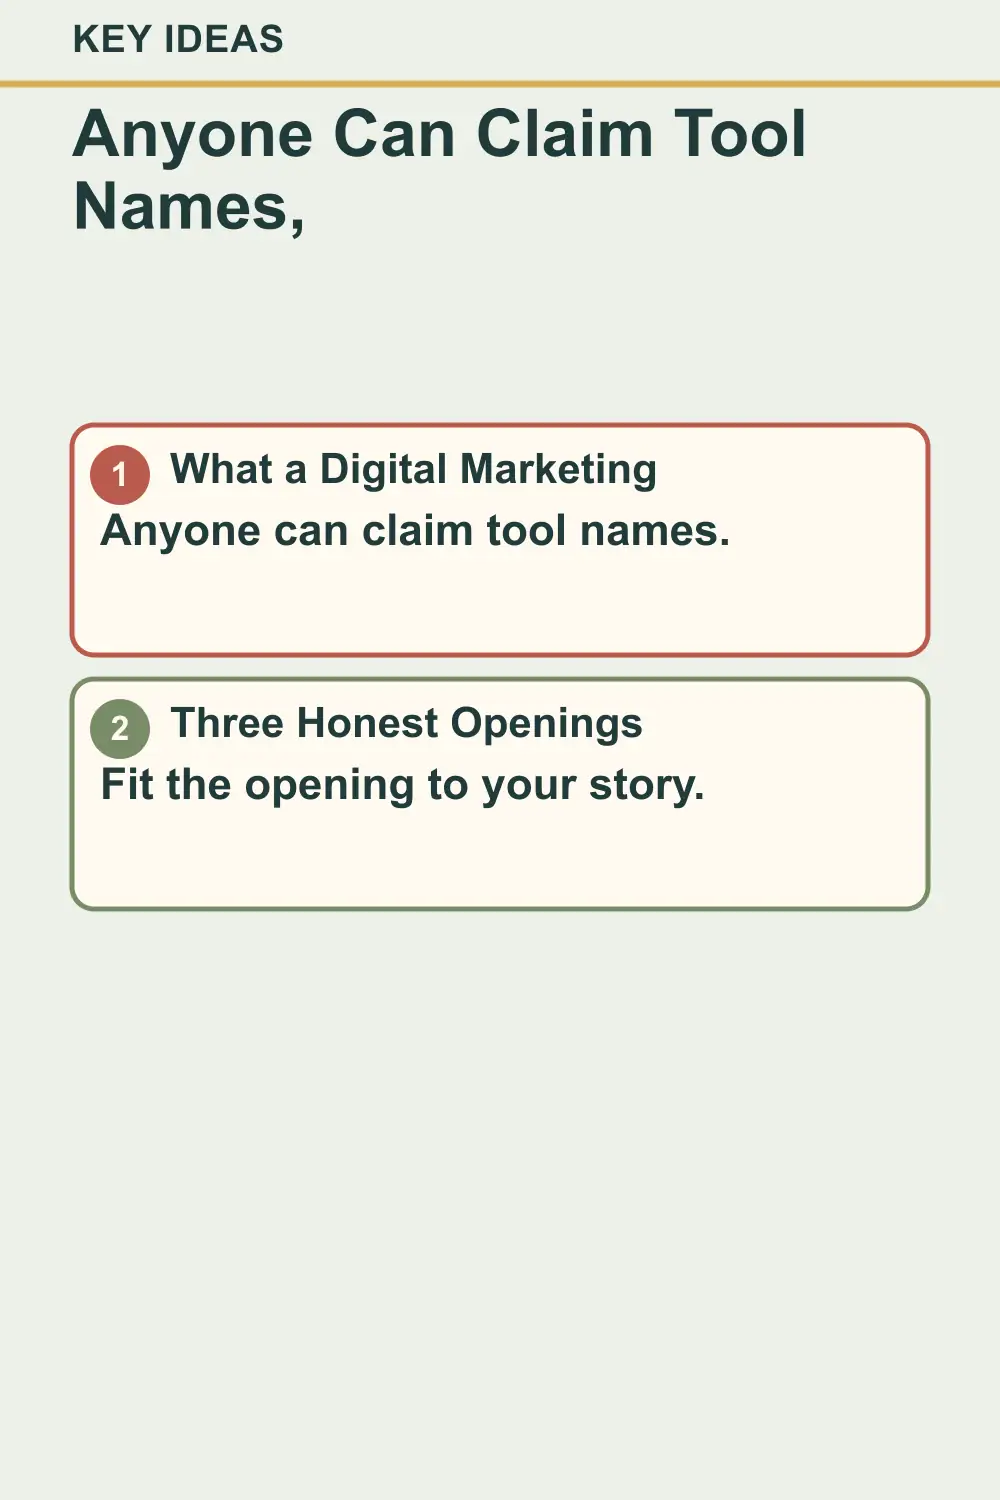 KEY IDEAS
Anyone Can Claim Tool
Names,
1 What a Digital Marketing
Anyone can claim tool names.
2 Three Honest Openings
Fit the opening to your story.